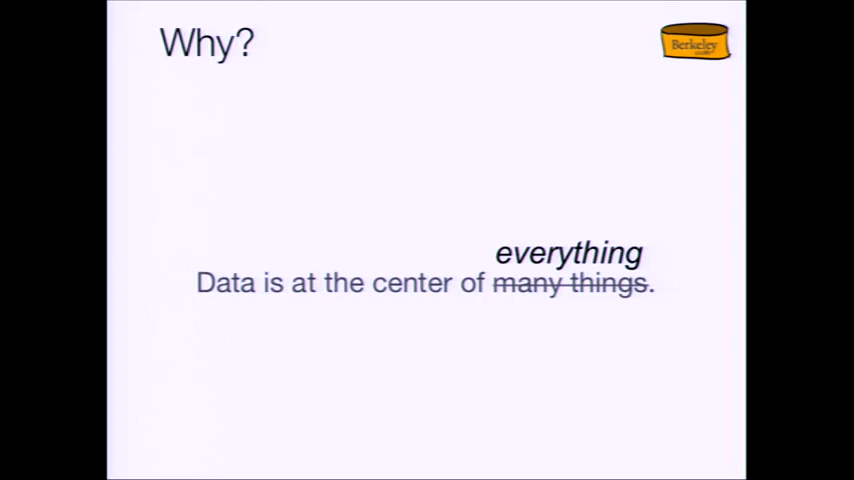 Why?
Berkeley
everything
Data is at the center of many things.